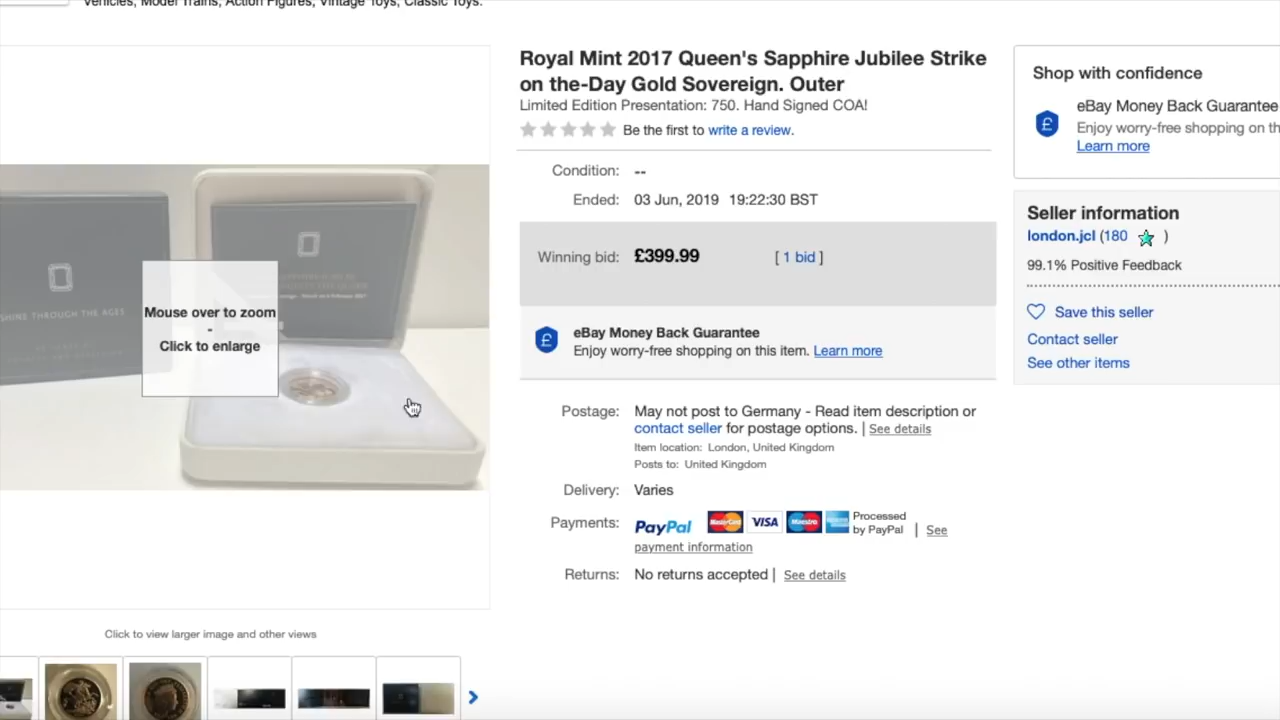 Vehicles, Model Trains, Action Figures, Vintage Toys, Classic Toys.
Royal Mint 2017 Queen's Sapphire Jubilee Strike
on the-Day Gold Sovereign. Outer
Limited Edition Presentation: 750. Hand Signed COA!
Be the first to write a review.
Condition: --
Ended: 03 Jun, 2019 19:22:30 BST
Winning bid: £399.99 [ 1 bid ]
eBay Money Back Guarantee
Enjoy worry-free shopping on this item. Learn more
Postage: May not post to Germany - Read item description or
contact seller for postage options. | See details
Item location: London, United Kingdom
Posts to: United Kingdom
Delivery: Varies
Payments: PayPal MasterCard VISA Maestro Processed
by PayPal | See
payment information
Returns: No returns accepted | See details
Shop with confidence
eBay Money Back Guarantee
Enjoy worry-free shopping on th
Learn more
Seller information
london.jcl (180 )
99.1% Positive Feedback
Save this seller
Contact seller
See other items
SHINE THROUGH THE AGES
Mouse over to zoom
-
Click to enlarge
Click to view larger image and other views